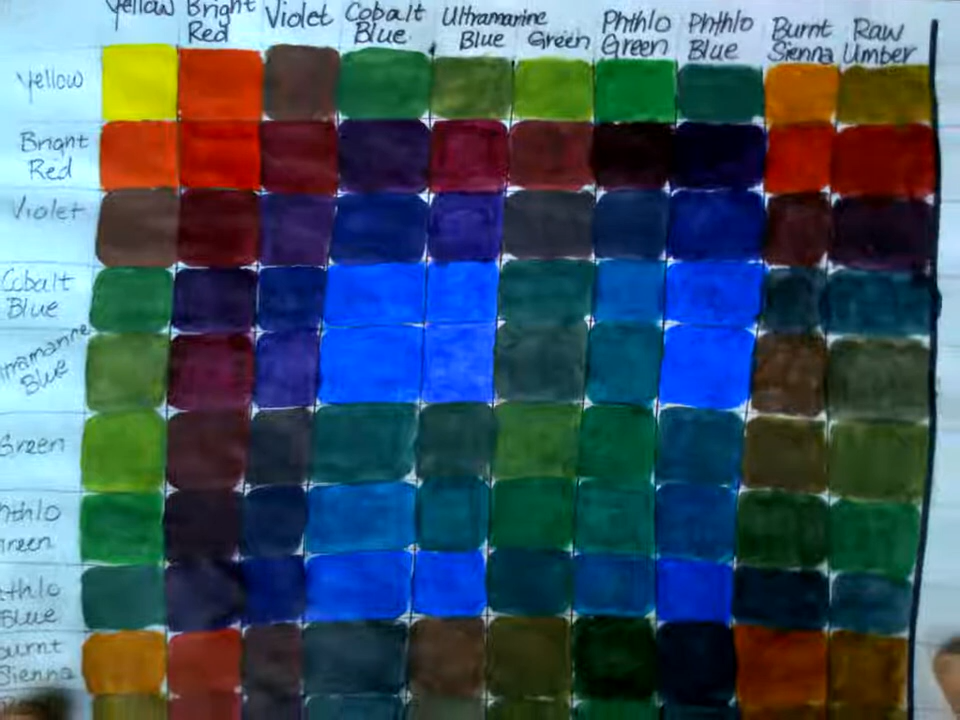 Yellow Bright Red Violet Cobalt Blue Ultramarine Blue Green Phthlo Green Phthlo Blue Burnt Sienna Raw Umber
Yellow
Bright
Red
Violet
Cobalt
Blue
Blue
Green
Blue
Sienna